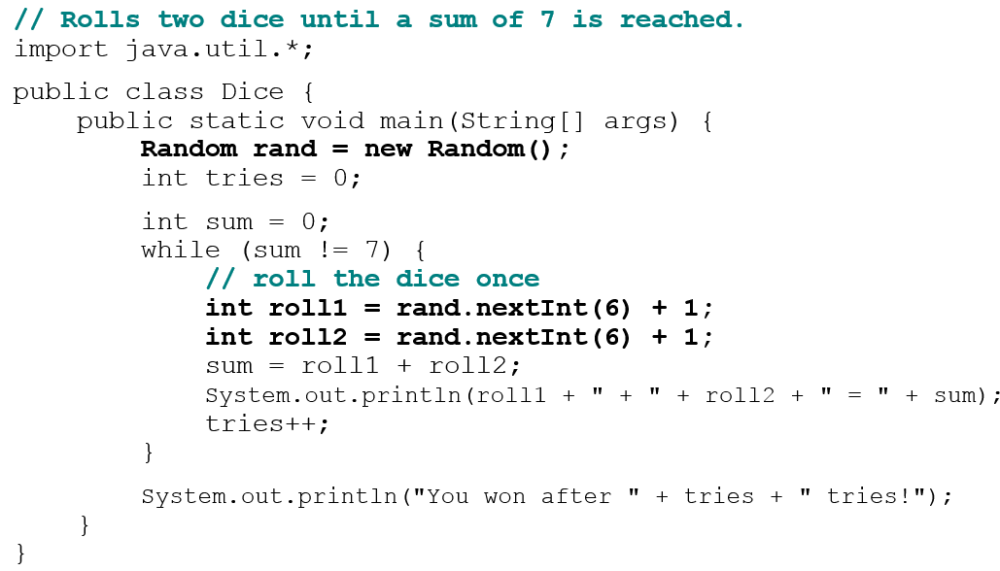 // Rolls two dice until a sum of 7 is reached.
import java.util.*;
public class Dice {
    public static void main(String[] args) {
        Random rand = new Random();
        int tries = 0;
        int sum = 0;
        while (sum != 7) {
            // roll the dice once
            int roll1 = rand.nextInt(6) + 1;
            int roll2 = rand.nextInt(6) + 1;
            sum = roll1 + roll2;
            System.out.println(roll1 + " + " + roll2 + " = " + sum);
            tries++;
        }
        System.out.println("You won after " + tries + " tries!");
    }
}